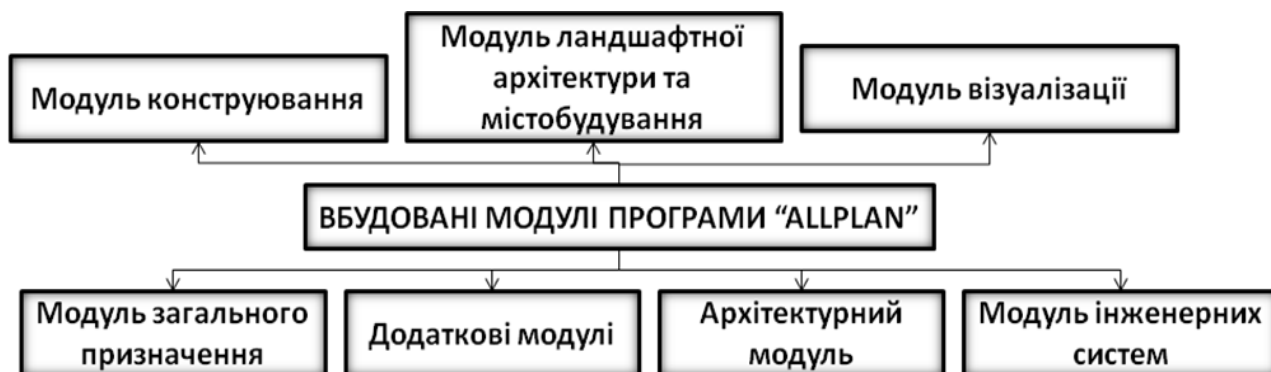 Модуль конструювання
Модуль ландшафтної
архітектури та
містобудування
Модуль візуалізації
ВБУДОВАНІ МОДУЛІ ПРОГРАМИ “ALLPLAN”
Модуль загального
призначення
Додаткові модулі
Архітектурний
модуль
Модуль інженерних
систем